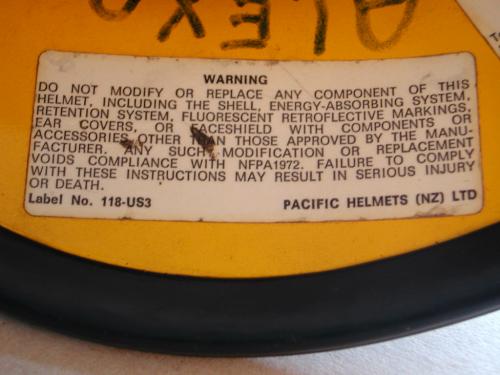 WARNING
DO NOT MODIFY OR REPLACE ANY COMPONENT OF THIS
HELMET, INCLUDING THE SHELL, ENERGY-ABSORBING SYSTEM,
RETENTION SYSTEM, FLUORESCENT RETROFLECTIVE MARKINGS,
EAR COVERS, OR FACESHIELD WITH COMPONENTS OR
ACCESSORIES OTHER THAN THOSE APPROVED BY THE MANU-
FACTURER. ANY SUCH MODIFICATION OR REPLACEMENT
VOIDS COMPLIANCE WITH NFPA1972. FAILURE TO COMPLY
WITH THESE INSTRUCTIONS MAY RESULT IN SERIOUS INJURY
OR DEATH.
Label No. 118-US3 PACIFIC HELMETS (NZ) LTD